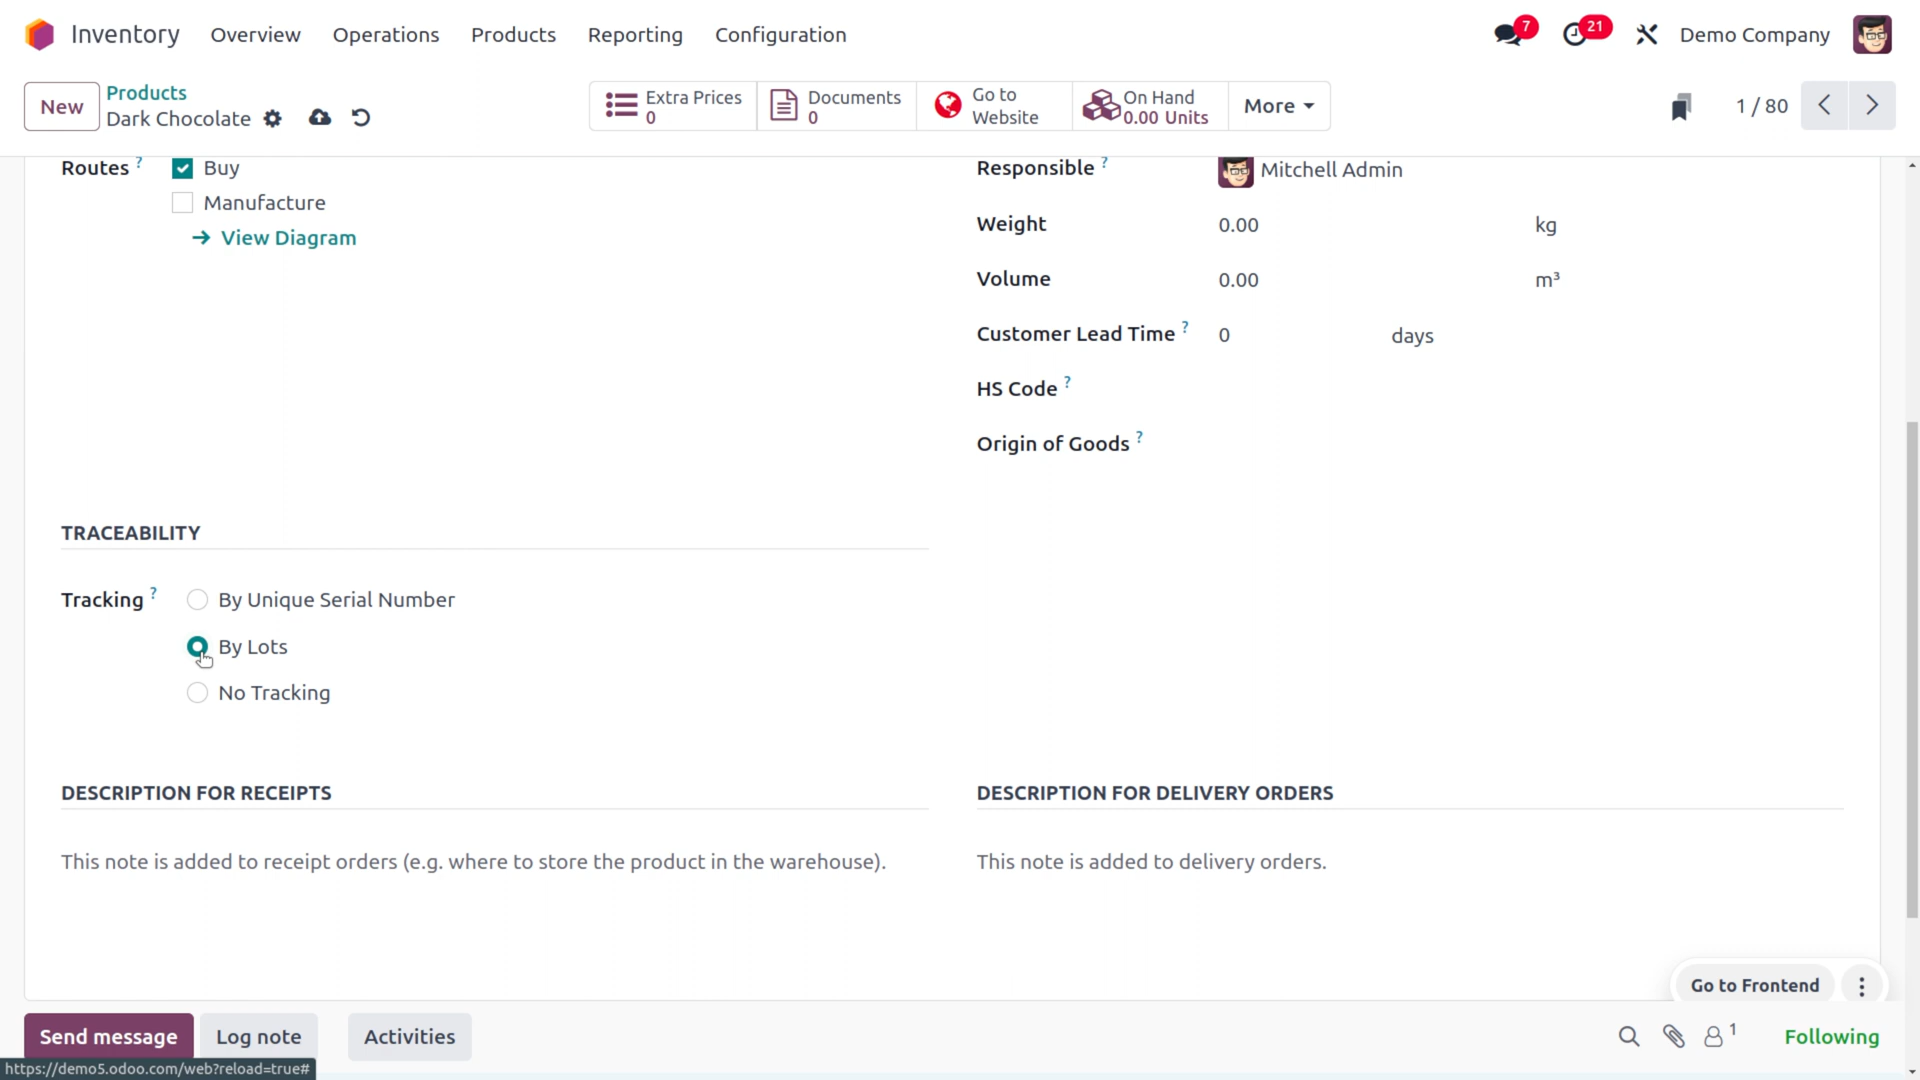 Inventory Overview Operations Products Reporting Configuration 7 21 Demo Company
New Products Extra Prices Documents Go to On Hand More 1 / 80
Dark Chocolate 0 0 Website 0.00 Units
Routes ? Buy Responsible ? Mitchell Admin
Manufacture Weight 0.00 kg
→ View Diagram
Volume 0.00 m³
Customer Lead Time ? 0 days
HS Code ?
Origin of Goods ?
TRACEABILITY
Tracking ? By Unique Serial Number
By Lots
No Tracking
DESCRIPTION FOR RECEIPTS DESCRIPTION FOR DELIVERY ORDERS
This note is added to receipt orders (e.g. where to store the product in the warehouse). This note is added to delivery orders.
Go to Frontend
Send message Log note Activities 1 Following
https://demo5.odoo.com/web?reload=true#